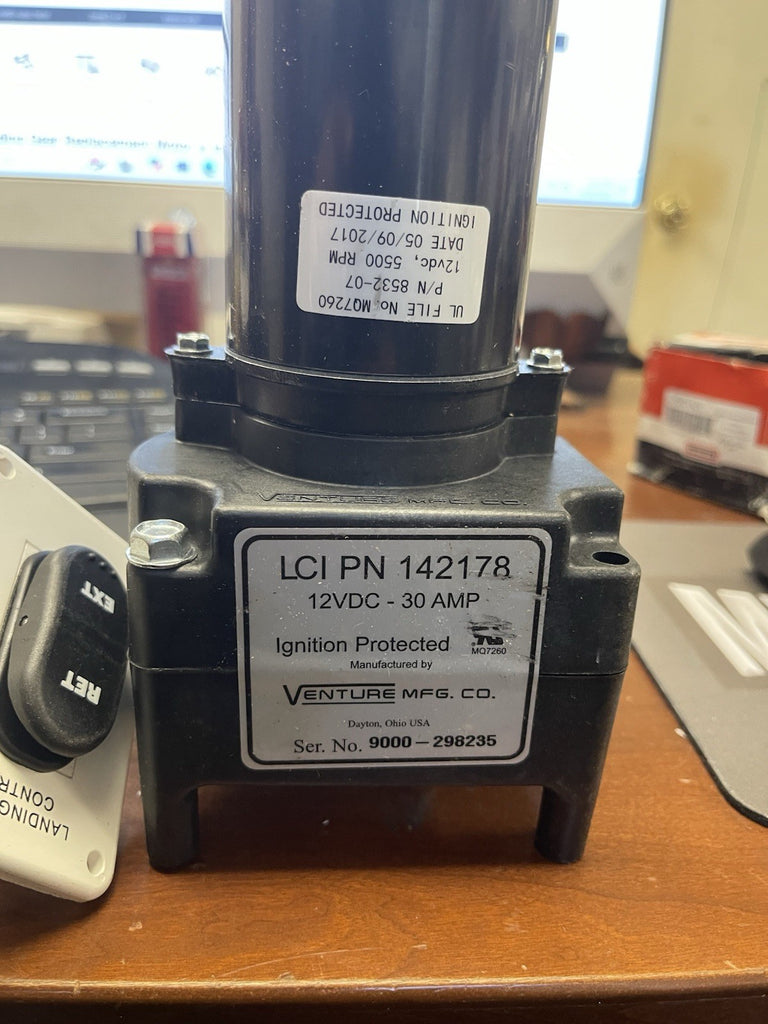 UL FILE No. MQ7260
P/N 8532-07
12vdc, 5500 RPM
DATE 05/09/2017
IGNITION PROTECTED
VENTURE MFG. CO.
LCI PN 142178
12VDC - 30 AMP
Ignition Protected
MQ7260
Manufactured by
VENTURE MFG. CO.
Dayton, Ohio USA
Ser. No. 9000-298235
EXT
RET
LANDING